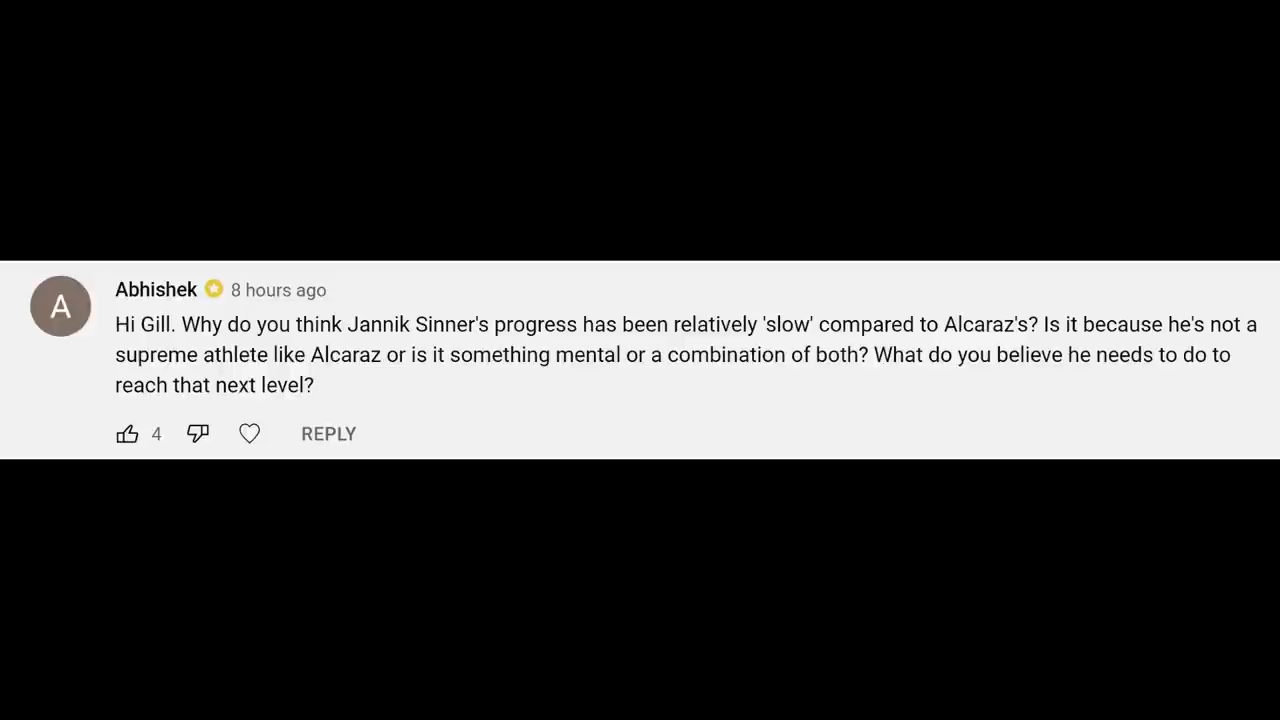 A
Abhishek 8 hours ago
Hi Gill. Why do you think Jannik Sinner's progress has been relatively 'slow' compared to Alcaraz's? Is it because he's not a
supreme athlete like Alcaraz or is it something mental or a combination of both? What do you believe he needs to do to
reach that next level?
4 REPLY